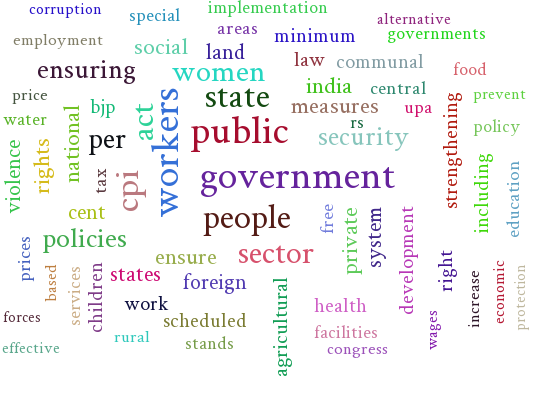 corruption
special
implementation
alternative
employment
social
areas
minimum
governments
land
ensuring
women
law
communal
food
india
central
price
bjp
state
measures
upa
prevent
water
national
act
workers
per
public
rs
security
strengthening
policy
violence
rights
tax
cpi
government
including
education
cent
people
free
private
system
development
policies
sector
right
prices
based
services
children
states
ensure
foreign
increase
economic
protection
forces
work
scheduled
agricultural
health
wages
effective
rural
stands
facilities
congress